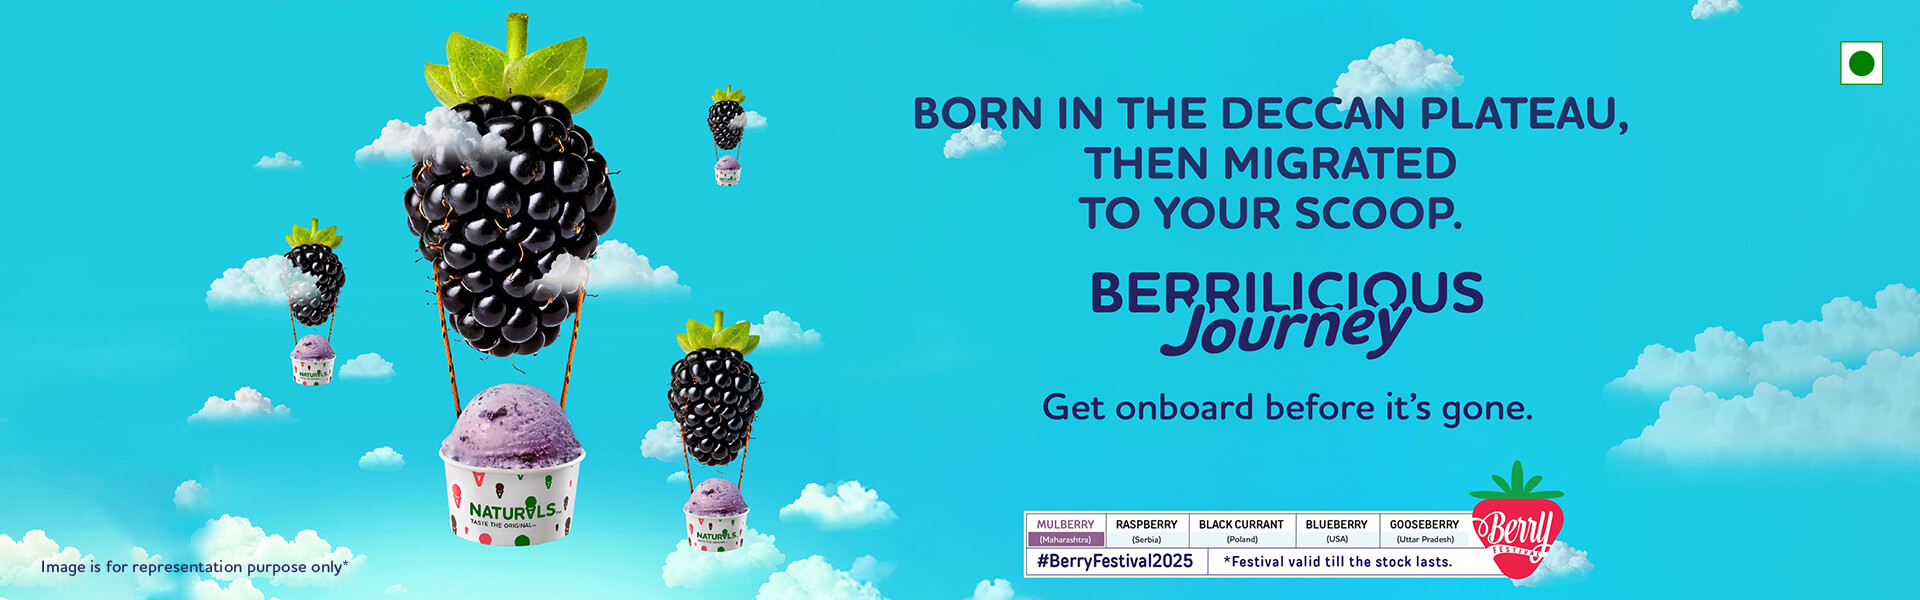 BORN IN THE DECCAN PLATEAU,
THEN MIGRATED
TO YOUR SCOOP.
BERRILICIOUS
Journey
Get onboard before it's gone.
NATURALS
TASTE THE ORIGINAL
NATURALS
NATURALS
MULBERRY
(Maharashtra)
RASPBERRY
(Serbia)
BLACK CURRANT
(Poland)
BLUEBERRY
(USA)
GOOSEBERRY
(Uttar Pradesh)
#BerryFestival2025
*Festival valid till the stock lasts.
Berry
FESTIVAL
Image is for representation purpose only*